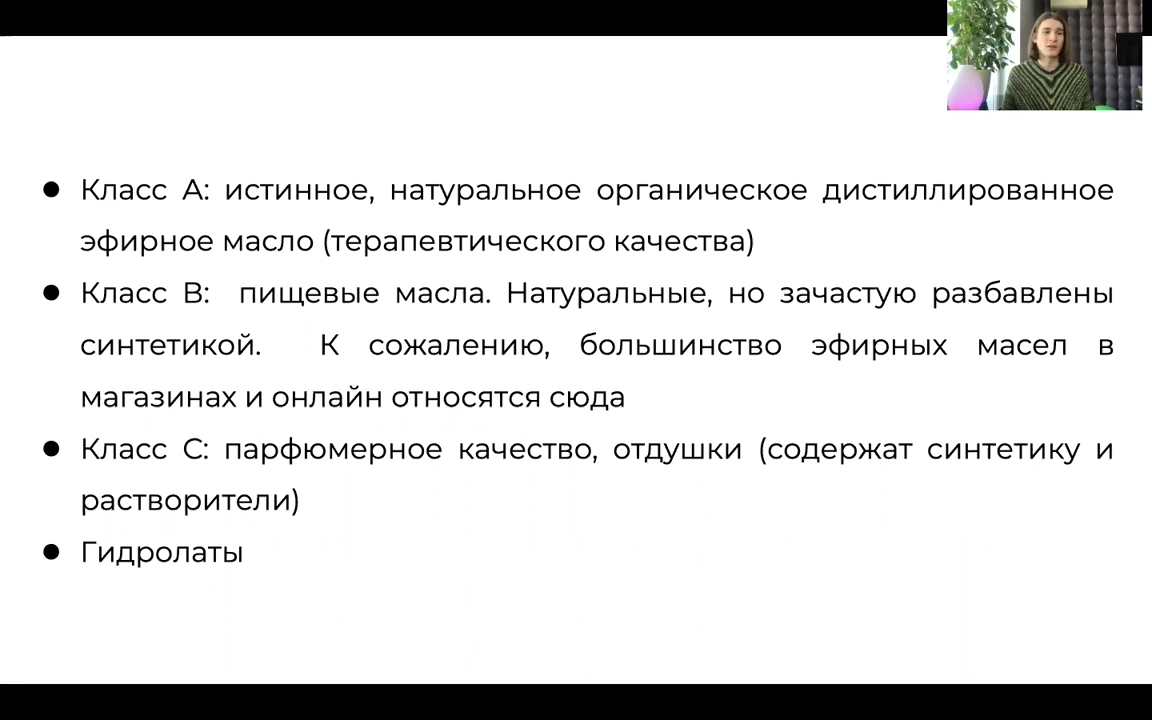 ● Класс А: истинное, натуральное органическое дистиллированное
эфирное масло (терапевтического качества)
● Класс В: пищевые масла. Натуральные, но зачастую разбавлены
синтетикой. К сожалению, большинство эфирных масел в
магазинах и онлайн относятся сюда
● Класс С: парфюмерное качество, отдушки (содержат синтетику и
растворители)
● Гидролаты